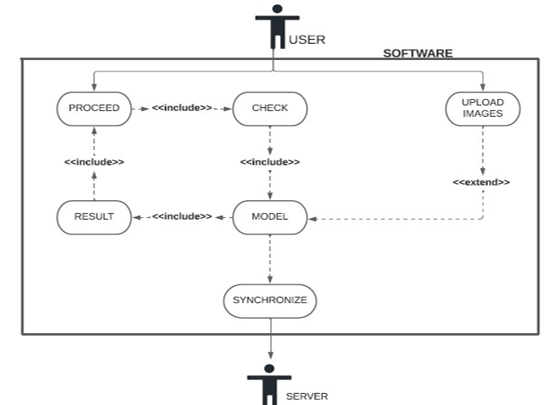 USER
SOFTWARE
PROCEED
<<include>>
CHECK
UPLOAD
IMAGES
<<include>>
<<include>>
<<extend>>
RESULT
<<include>>
MODEL
SYNCHRONIZE
SERVER